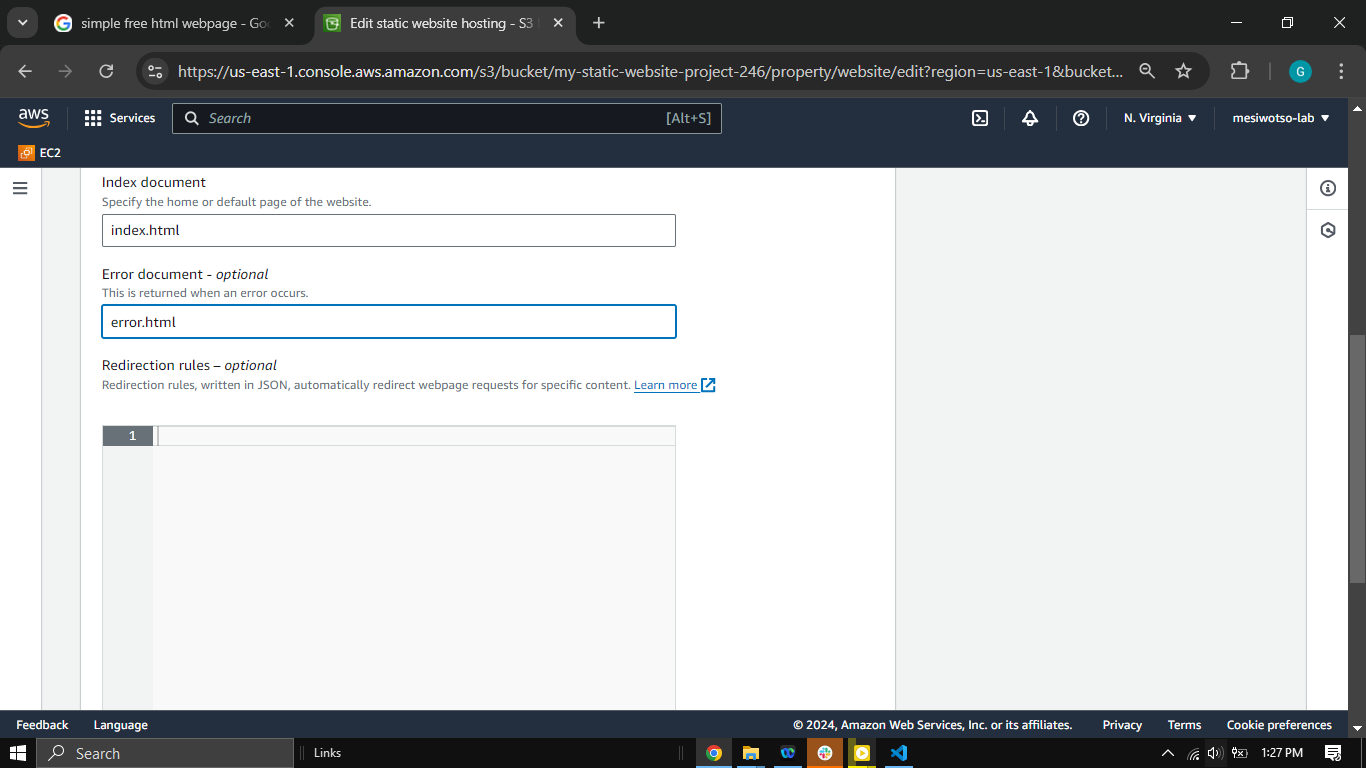 simple free html webpage - Goo
Edit static website hosting - S3
https://us-east-1.console.aws.amazon.com/s3/bucket/my-static-website-project-246/property/website/edit?region=us-east-1&bucket...
G
aws
Services
Search
[Alt+S]
N. Virginia
mesiwotso-lab
EC2
Index document
Specify the home or default page of the website.
index.html
Error document - optional
This is returned when an error occurs.
error.html
Redirection rules – optional
Redirection rules, written in JSON, automatically redirect webpage requests for specific content. Learn more
1
Feedback
Language
© 2024, Amazon Web Services, Inc. or its affiliates.
Privacy
Terms
Cookie preferences
Search
Links
1:27 PM